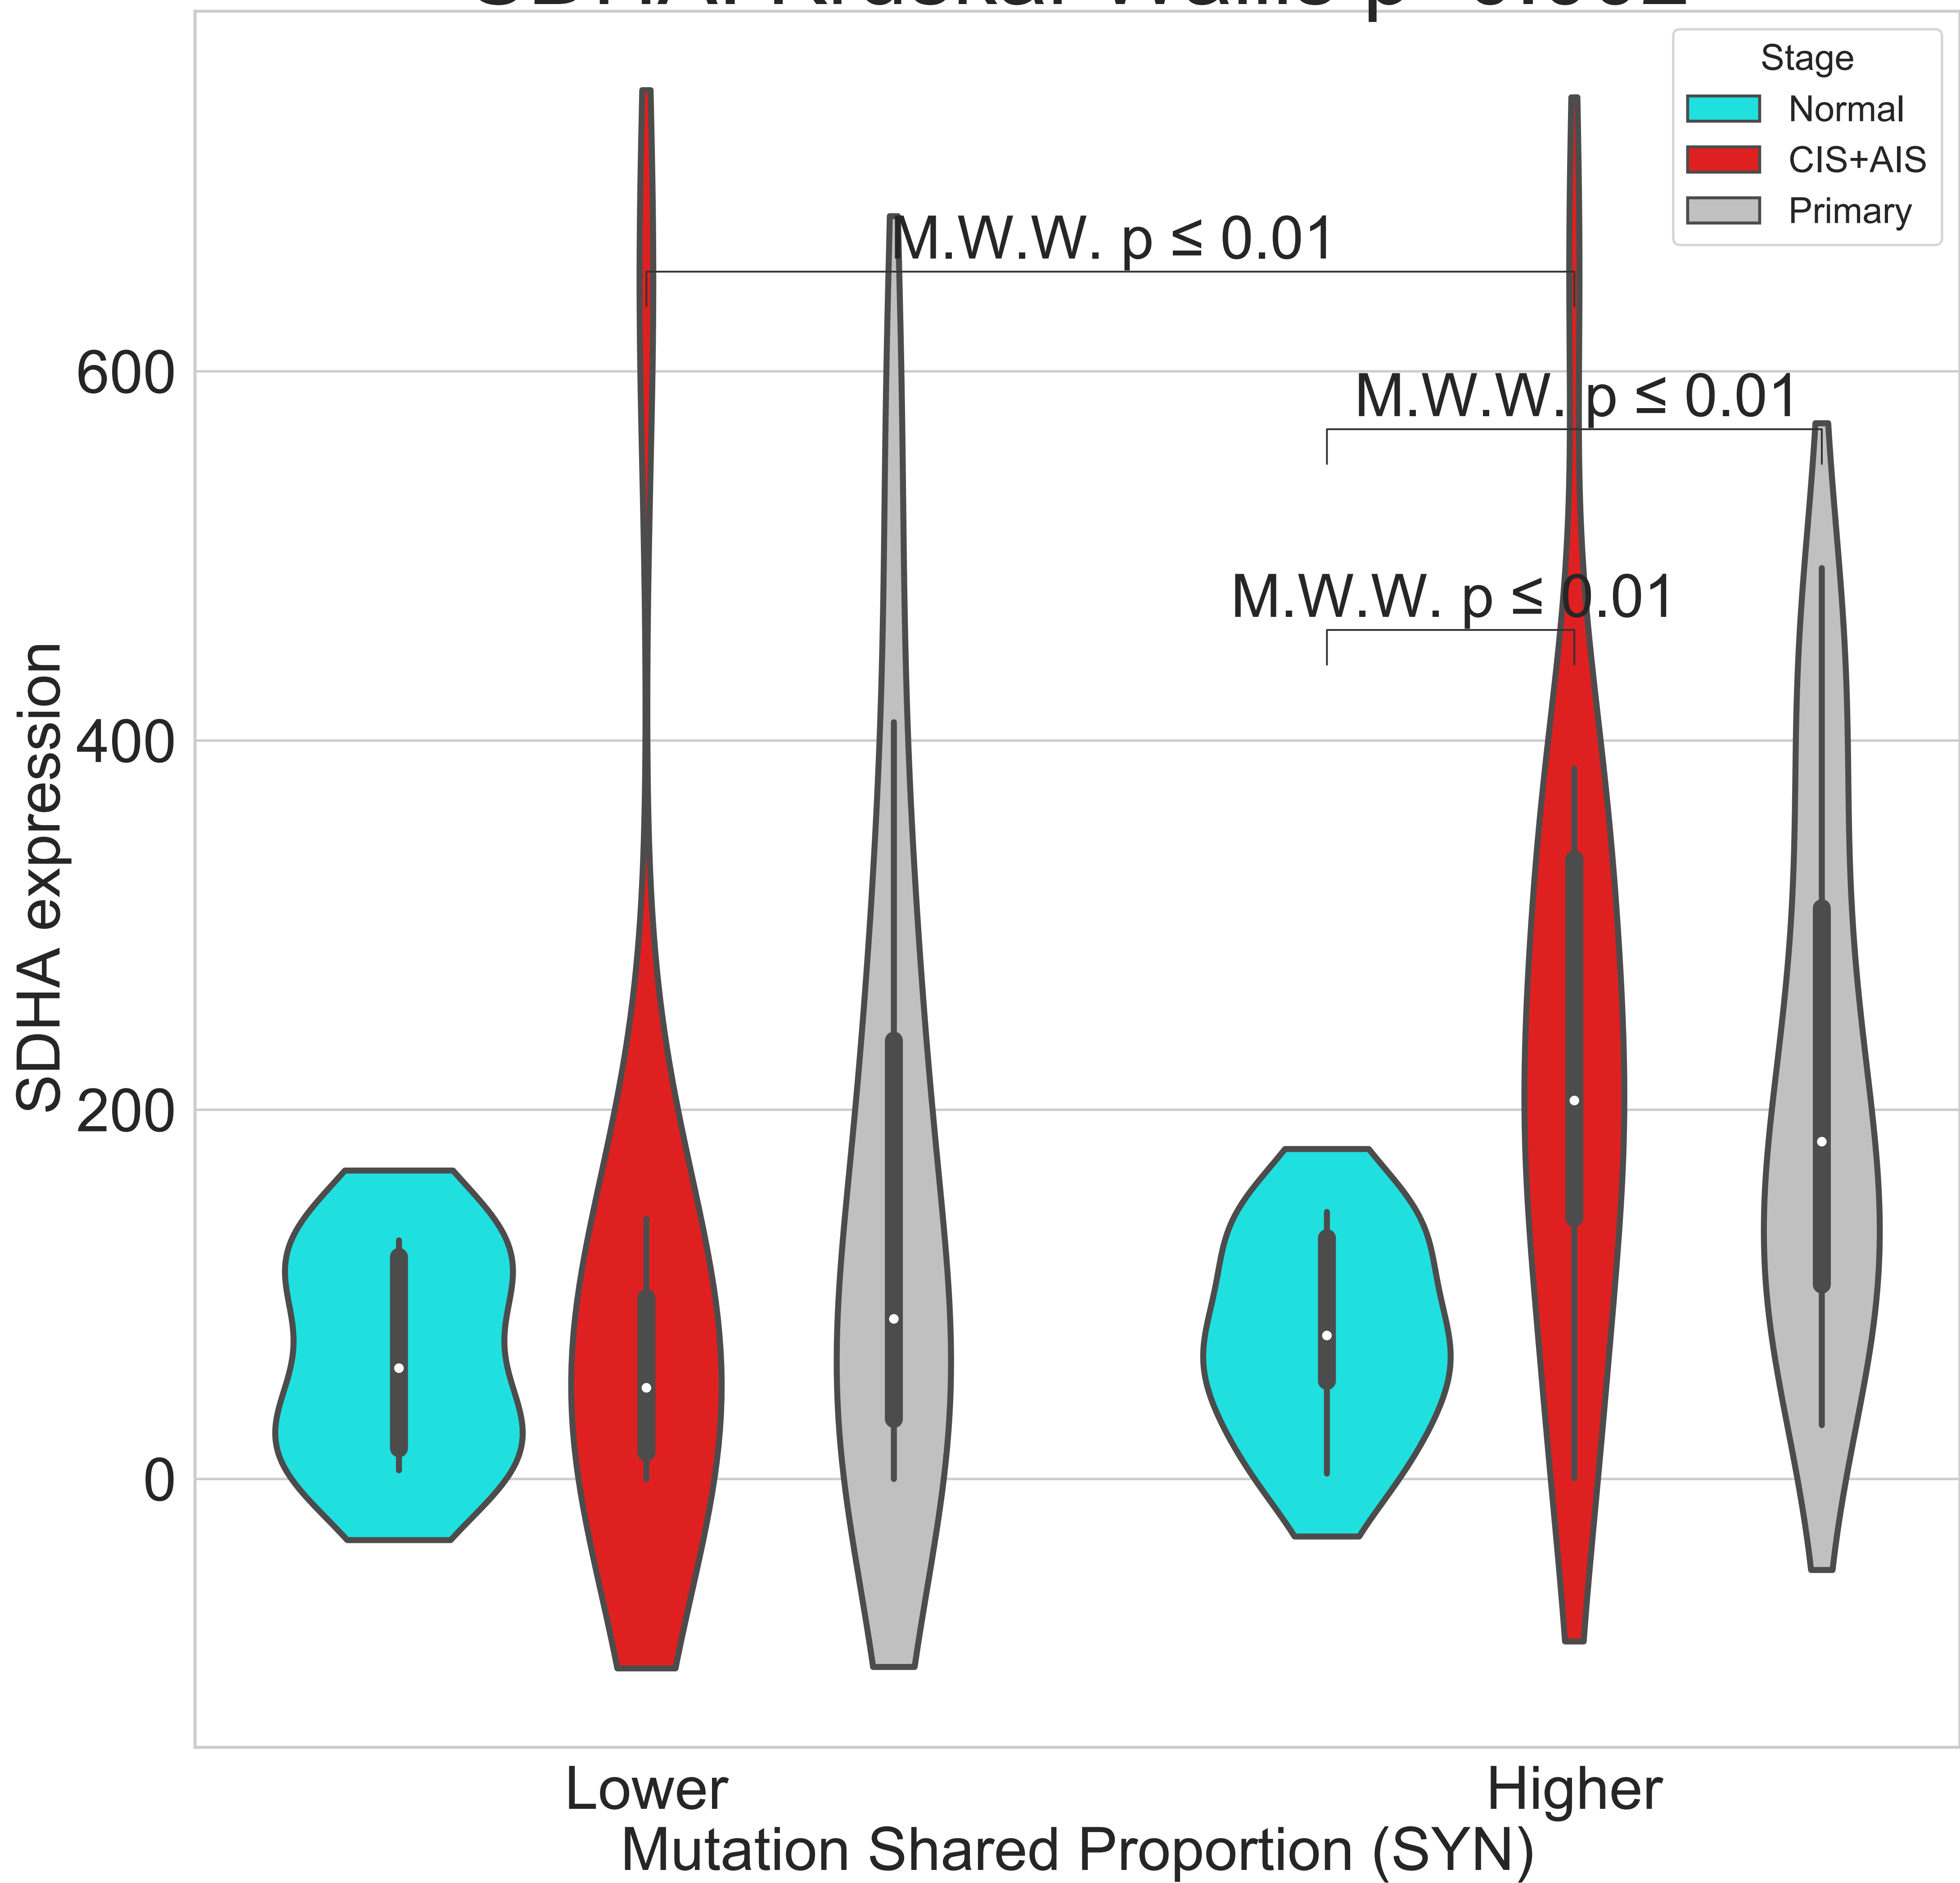 Stage
Normal
CIS+AIS
Primary
M.W.W. p ≤ 0.01
M.W.W. p ≤ 0.01
M.W.W. p ≤ 0.01
600
400
200
0
SDHA expression
Lower
Higher
Mutation Shared Proportion (SYN)